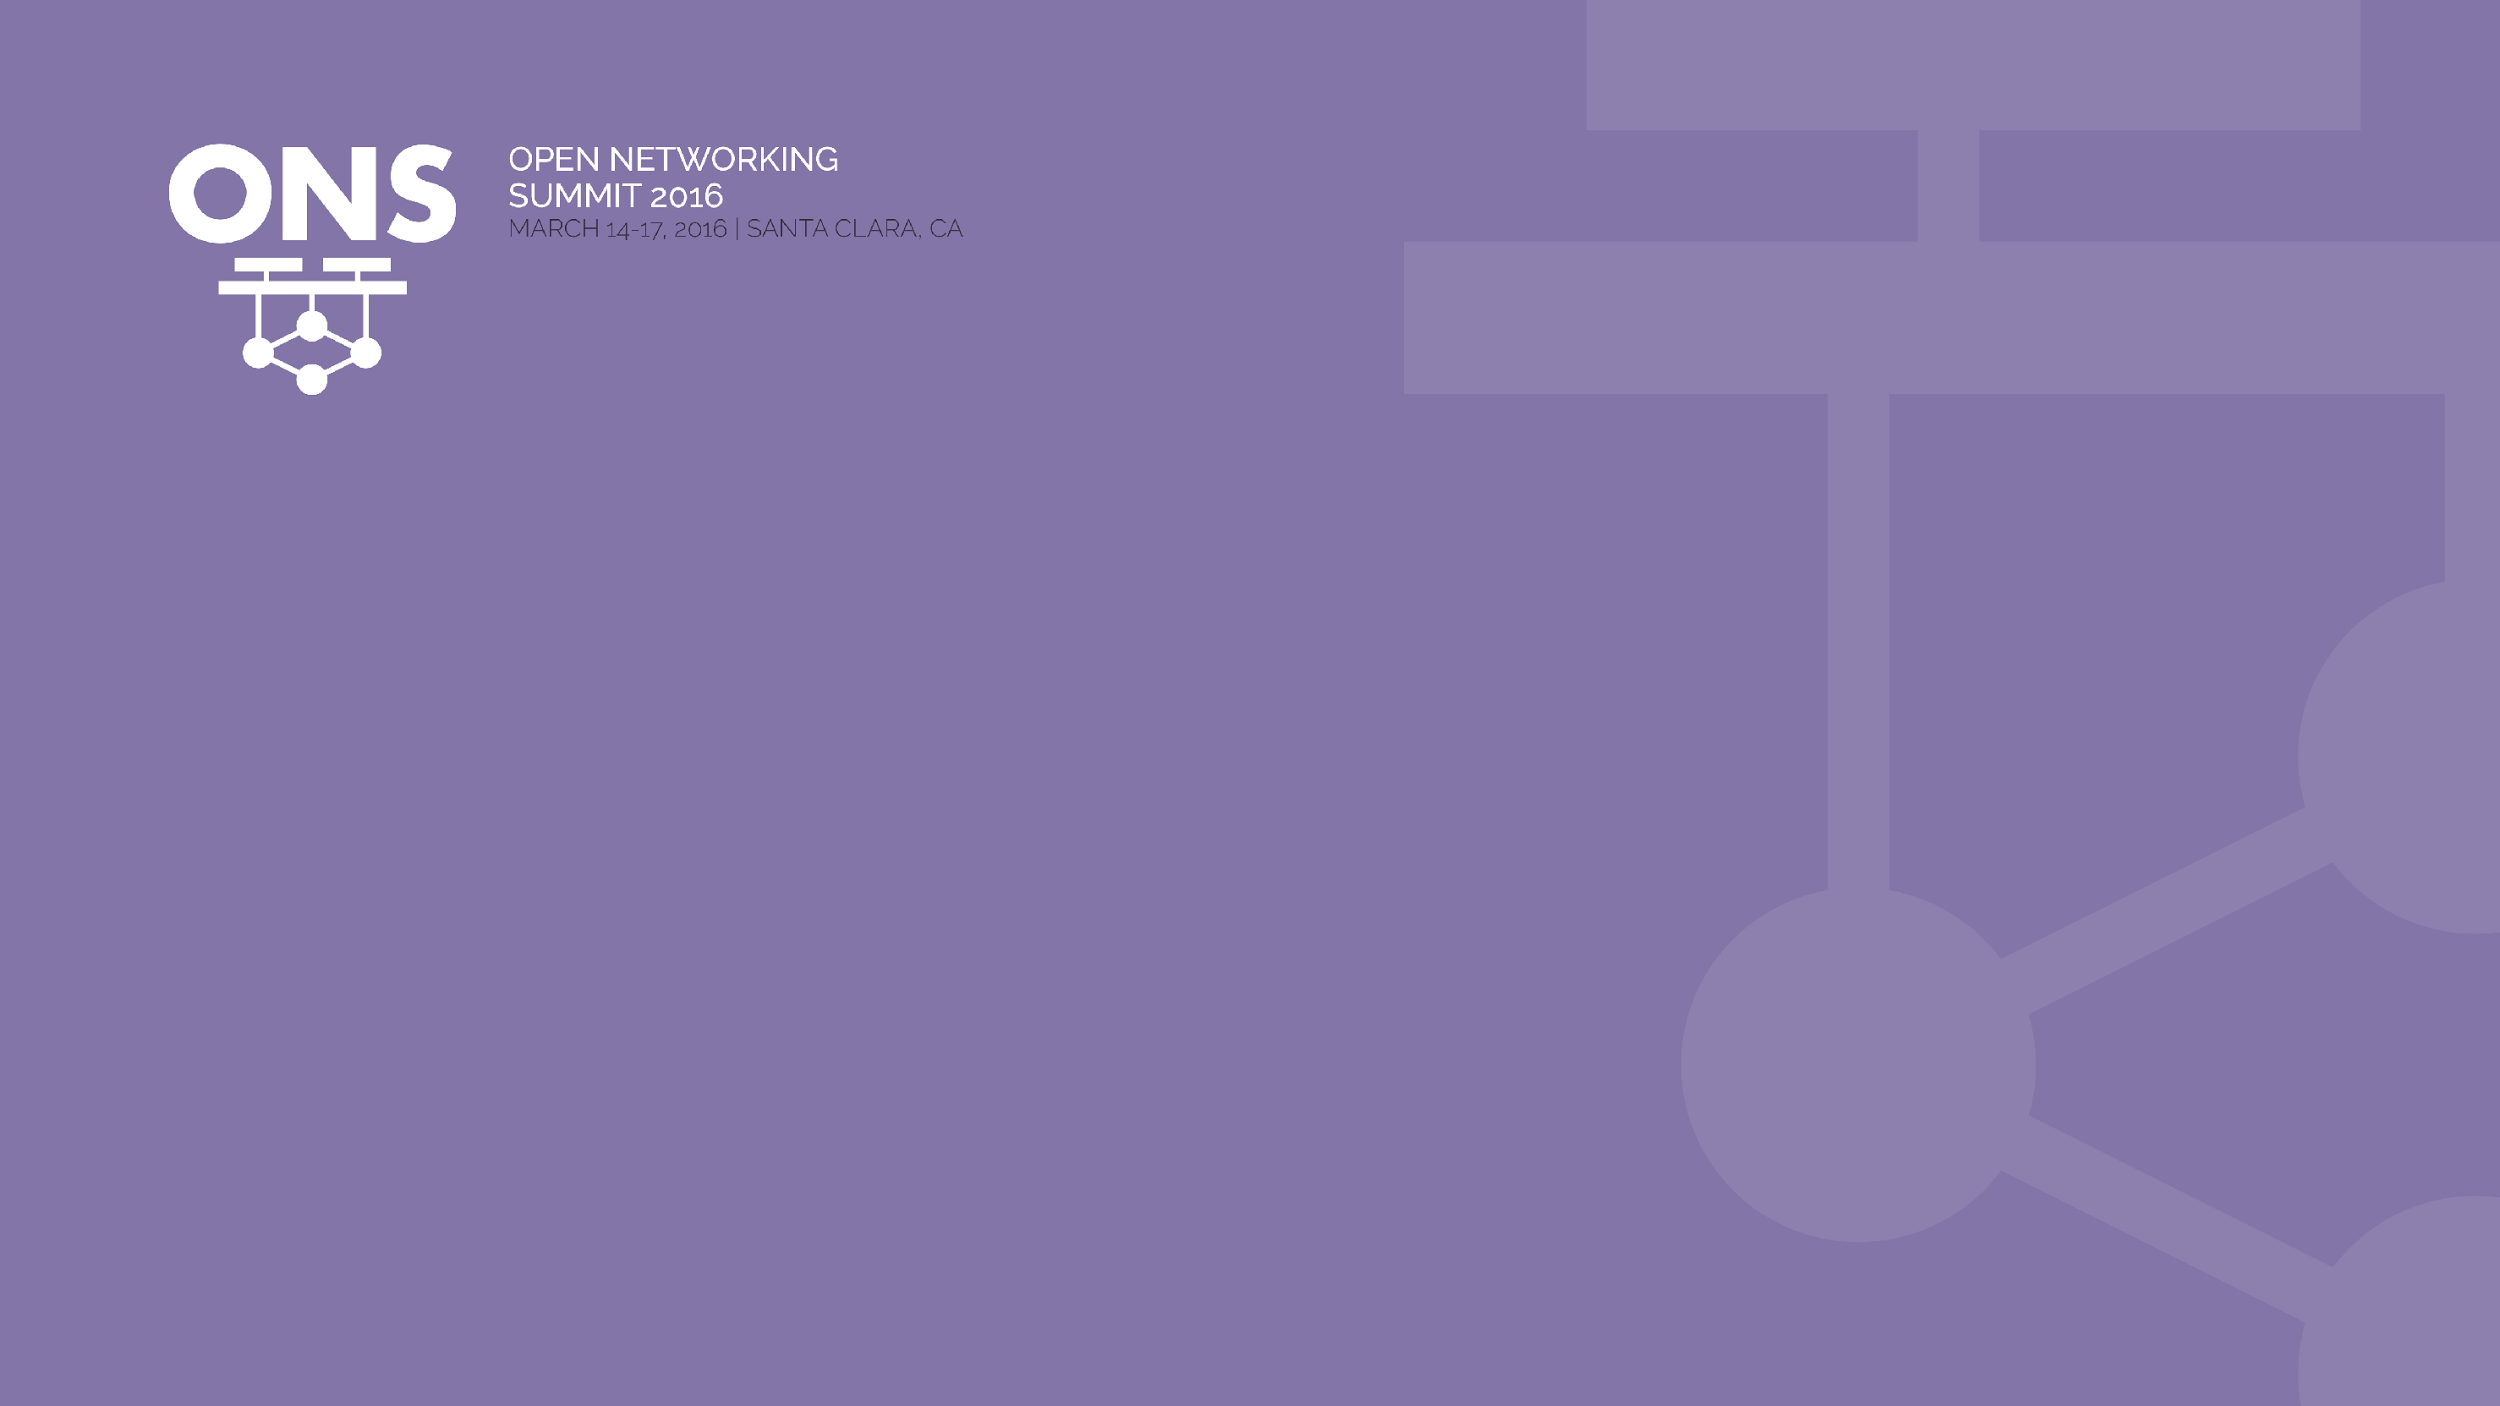 ONS
OPEN NETWORKING
SUMMIT 2016
MARCH 14-17, 2016 | SANTA CLARA, CA